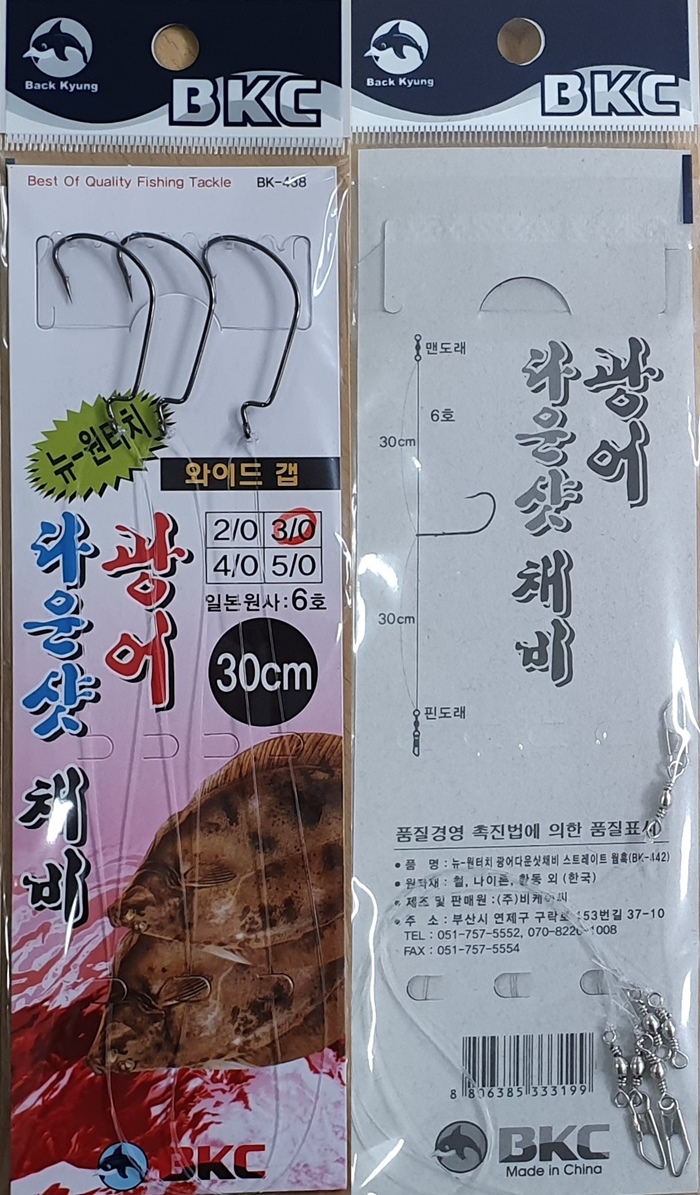 Back Kyung
BKC
Best Of Quality Fishing Tackle BK-438
뉴-원터치
와이드 갭
2/0 3/0
4/0 5/0
일본원사:6호
30cm
광어
다운샷 채비
BKC
Back Kyung
BKC
맨도래
6호
30cm
30cm
핀도래
광어
다운샷 채비
품질경영 촉진법에 의한 품질표시
• 품 명 : 뉴-원터치 광어다운샷채비 스트레이트 웜훅(BK-442)
• 원자재 : 철, 나이론, 황동 외 (한국)
• 제조 및 판매원 : (주)비케이씨
• 주 소 : 부산시 연제구 구락로 153번길 37-10
TEL : 051-757-5552, 070-8226-1008
FAX : 051-757-5554
8 806385 333199
BKC
Made in China